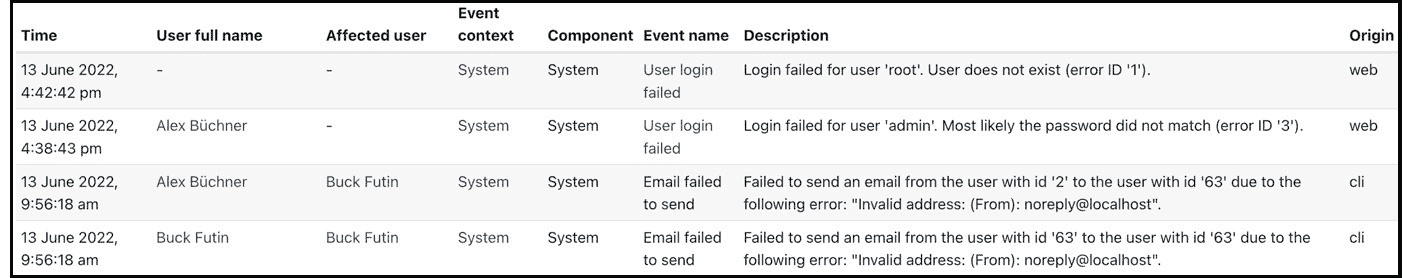 Time User full name Affected user Event context Component Event name Description Origin
13 June 2022, 4:42:42 pm - - System System User login failed Login failed for user 'root'. User does not exist (error ID '1'). web
13 June 2022, 4:38:43 pm Alex Büchner - System System User login failed Login failed for user 'admin'. Most likely the password did not match (error ID '3'). web
13 June 2022, 9:56:18 am Alex Büchner Buck Futin System System Email failed to send Failed to send an email from the user with id '2' to the user with id '63' due to the following error: "Invalid address: (From): noreply@localhost". cli
13 June 2022, 9:56:18 am Buck Futin Buck Futin System System Email failed to send Failed to send an email from the user with id '63' to the user with id '63' due to the following error: "Invalid address: (From): noreply@localhost". cli